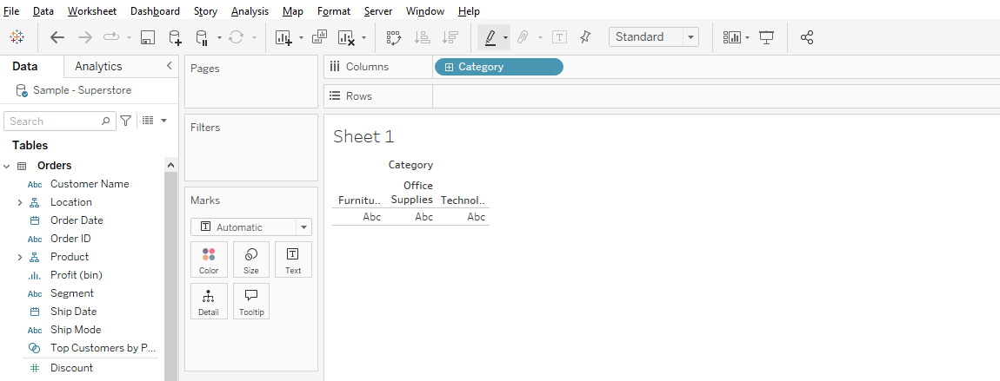 File Data Worksheet Dashboard Story Analysis Map Format Server Window Help
Standard
Data Analytics
Sample - Superstore
Search
Tables
Orders
Abc Customer Name
Location
Order Date
Abc Order ID
Product
Profit (bin)
Abc Segment
Ship Date
Abc Ship Mode
Top Customers by P...
# Discount
Pages
Filters
Marks
T Automatic
Color Size Text
Detail Tooltip
Columns Category
Rows
Sheet 1
Category
Furnitu.. Office Supplies Technol..
Abc Abc Abc